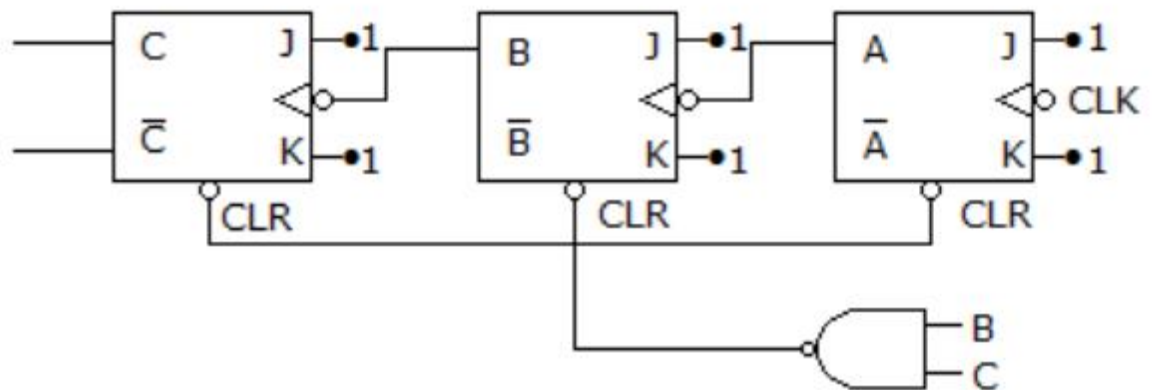 C J 1 B J 1 A J 1
CLK
C̅ K 1 B̅ K 1 A̅ K 1
CLR CLR CLR
B
C